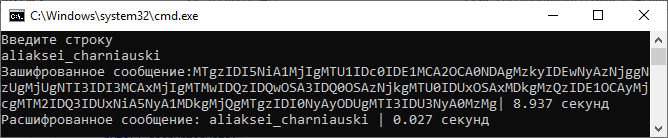 C:\Windows\system32\cmd.exe
Введите строку
aliaksei_charniauski
Зашифрованное сообщение:MTgzIDI5NiA1MjIgMTU1IDc0IDE1MCA2OCA0NDAgMzkyIDEwNyAzNjggN
zUgMjUgNTI3IDI3MCAxMjIgMTMwIDQzIDQwOSA3IDQ0OSAzNjkgMTU0IDUxOSAxMDkgMzQzIDE1OCAyMj
cgMTM2IDQ3IDUxNiA5NyA1MDkgMjQgMTgzIDI0NyAyODUgMTI3IDU3NyA0MzMg| 8.937 секунд
Расшифрованное сообщение: aliaksei_charniauski | 0.027 секунд